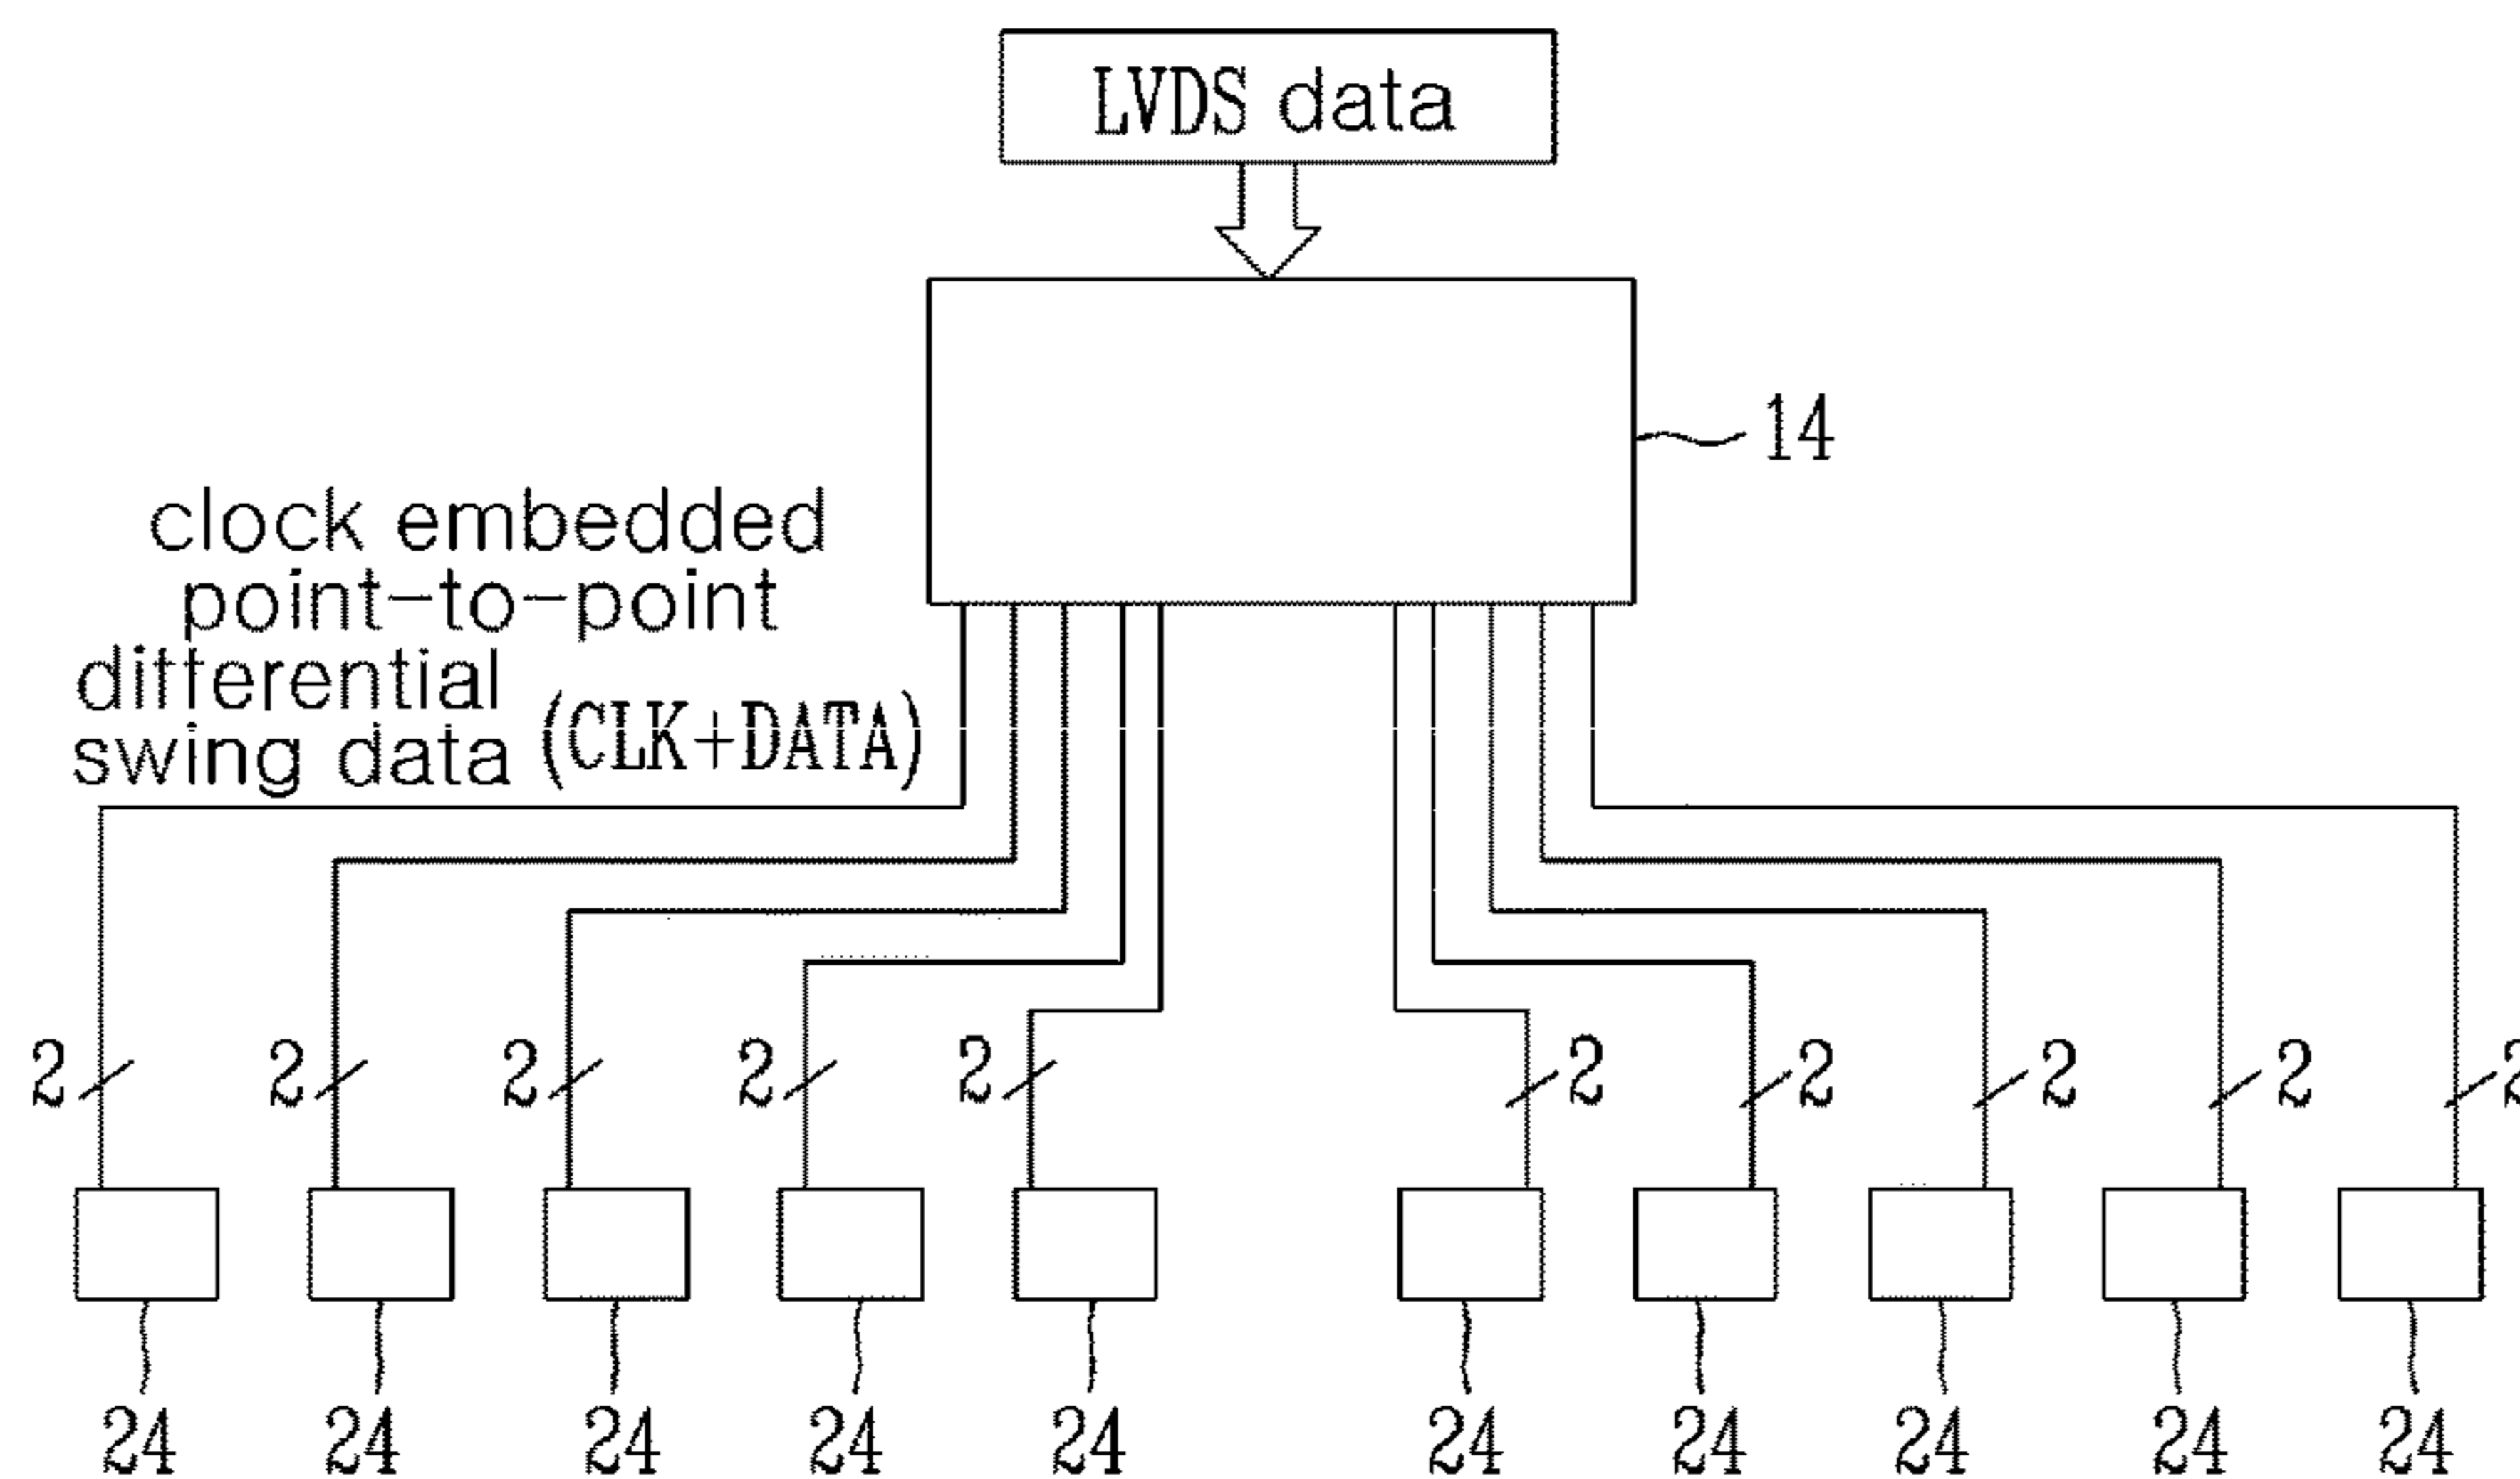 LVDS data
14
clock embedded
point-to-point
differential
swing data (CLK+DATA)
2 2 2 2 2 2 2 2 2 2
24 24 24 24 24 24 24 24 24 24